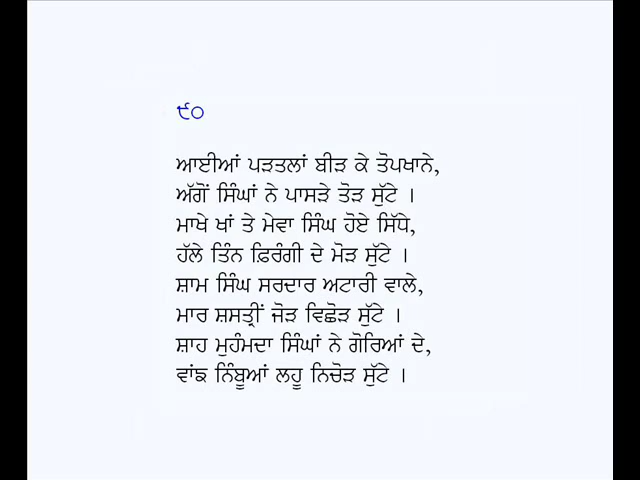 ੯੦
ਆਈਆਂ ਪੜਤਲਾਂ ਬੀੜ ਕੇ ਤੋਪਖਾਨੇ,
ਅੱਗੋਂ ਸਿੰਘਾਂ ਨੇ ਪਾਸੜੇ ਤੋੜ ਸੁੱਟੇ ।
ਮਾਖੇ ਖਾਂ ਤੇ ਮੇਵਾ ਸਿੰਘ ਹੋਏ ਸਿੱਧੇ,
ਹੱਲੇ ਤਿੰਨ ਫ਼ਿਰੰਗੀ ਦੇ ਮੋੜ ਸੁੱਟੇ ।
ਸ਼ਾਮ ਸਿੰਘ ਸਰਦਾਰ ਅਟਾਰੀ ਵਾਲੇ,
ਮਾਰ ਸ਼ਸਤ੍ਰੀਂ ਜੋੜ ਵਿਛੋੜ ਸੁੱਟੇ ।
ਸ਼ਾਹ ਮੁਹੰਮਦਾ ਸਿੰਘਾਂ ਨੇ ਗੋਰਿਆਂ ਦੇ,
ਵਾਂਙ ਨਿੰਬੂਆਂ ਲਹੂ ਨਿਚੋੜ ਸੁੱਟੇ ।